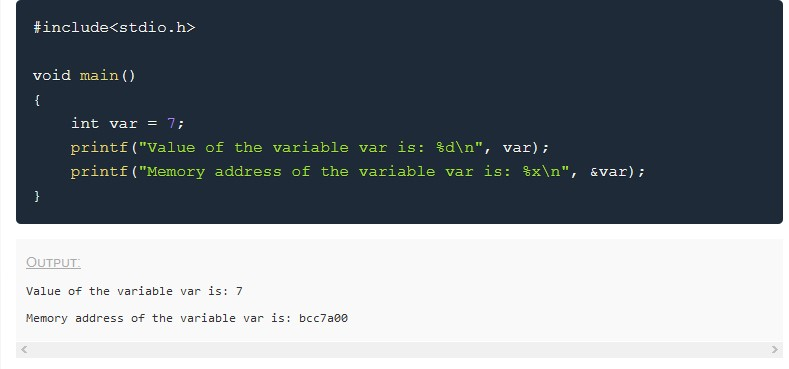 #include<stdio.h>
void main()
{
int var = 7;
printf("Value of the variable var is: %d\n", var);
printf("Memory address of the variable var is: %x\n", &var);
}
OUTPUT:
Value of the variable var is: 7
Memory address of the variable var is: bcc7a00